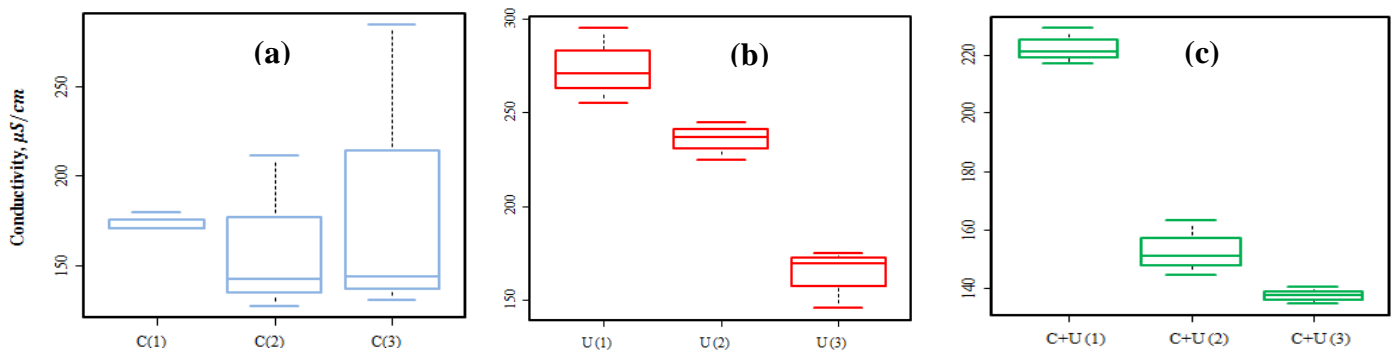 Conductivity, μS/cm
(a)
250
200
150
C(1) C(2) C(3)
(b)
300
250
200
150
U (1) U (2) U (3)
(c)
220
200
180
160
140
C+U (1) C+U (2) C+U (3)